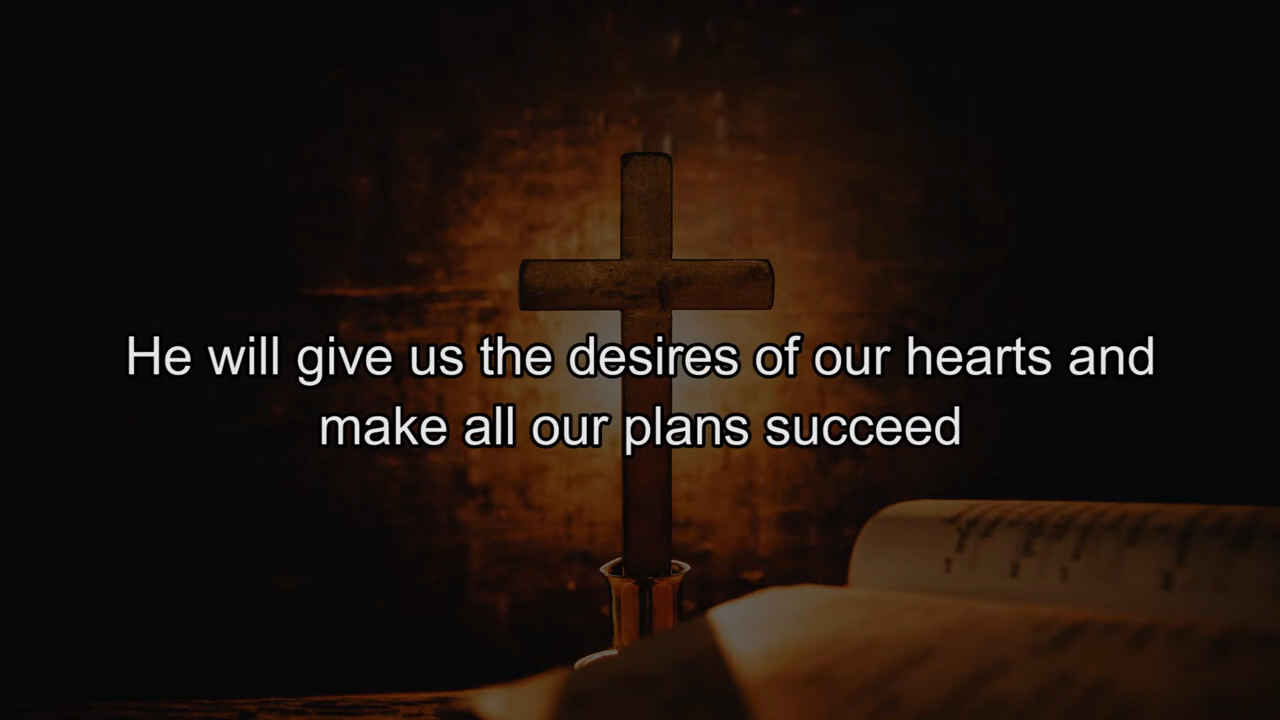 He will give us the desires of our hearts and
make all our plans succeed